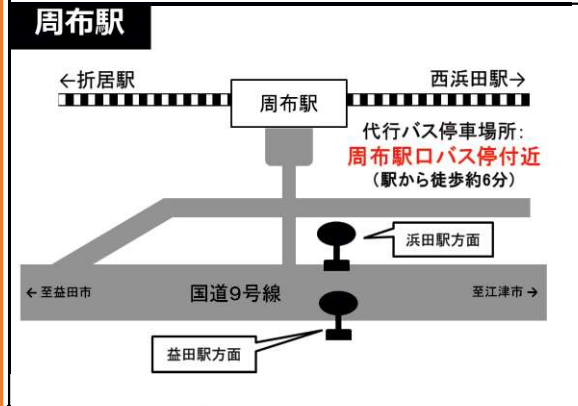 周布駅
←折居駅
西浜田駅→
周布駅
代行バス停車場所:
周布駅口バス停付近
(駅から徒歩約6分)
浜田駅方面
←至益田市
国道9号線
至江津市→
益田駅方面